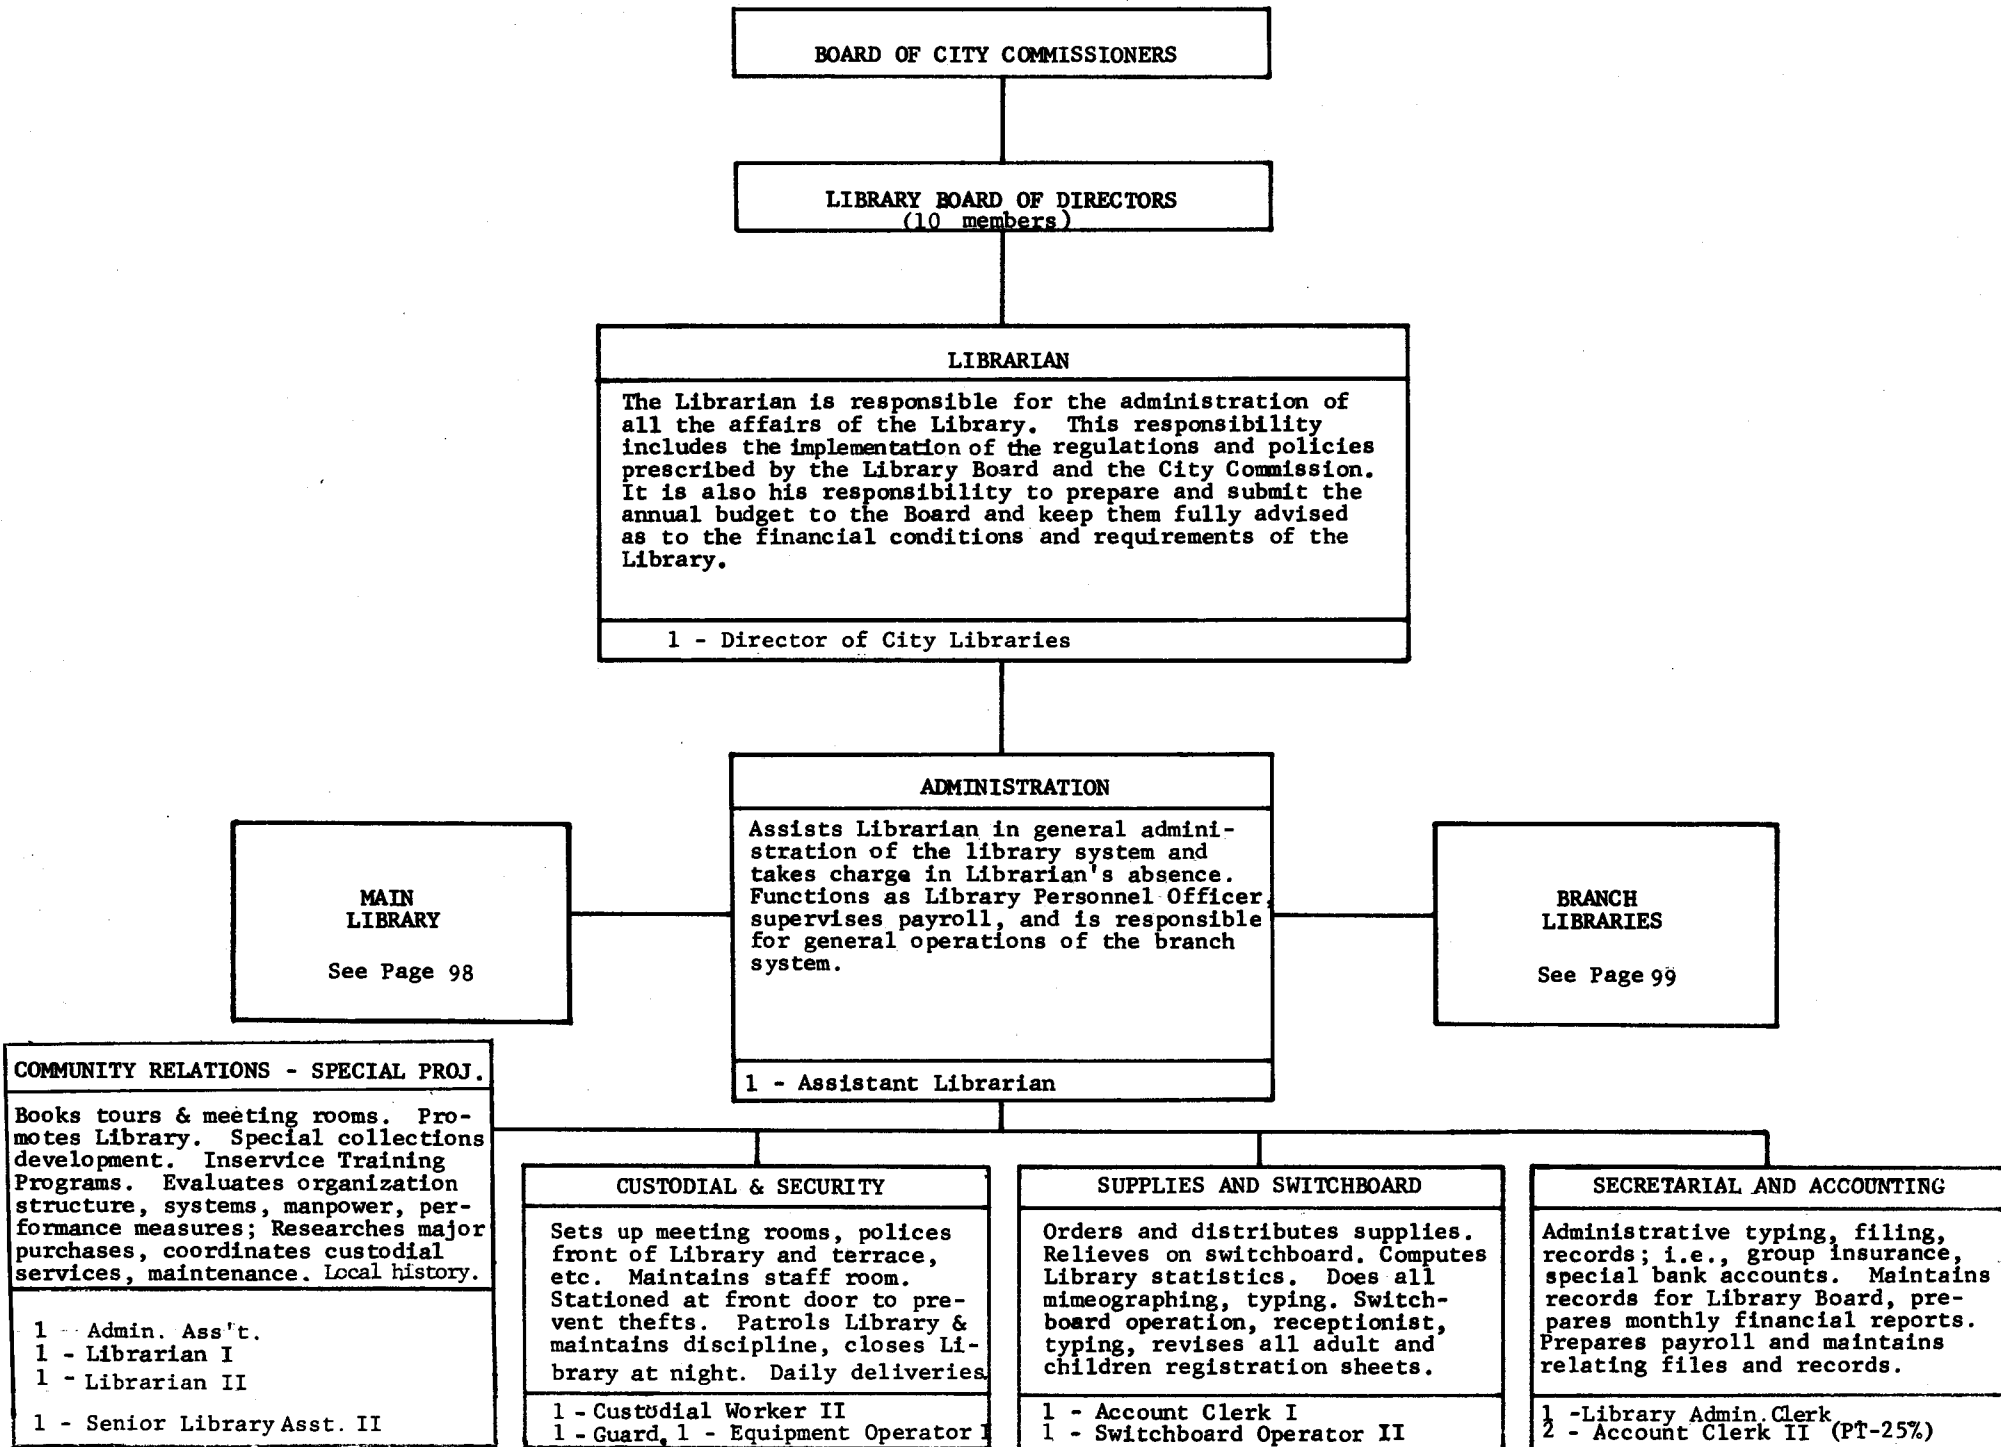 BOARD OF CITY COMMISSIONERS
LIBRARY BOARD OF DIRECTORS
(10 members)
LIBRARIAN
The Librarian is responsible for the administration of
all the affairs of the Library. This responsibility
includes the implementation of the regulations and policies
prescribed by the Library Board and the City Commission.
It is also his responsibility to prepare and submit the
annual budget to the Board and keep them fully advised
as to the financial conditions and requirements of the
Library.
1 - Director of City Libraries
ADMINISTRATION
Assists Librarian in general admini-
stration of the library system and
takes charge in Librarian's absence.
Functions as Library Personnel Officer,
supervises payroll, and is responsible
for general operations of the branch
system.
1 - Assistant Librarian
MAIN
LIBRARY
See Page 98
BRANCH
LIBRARIES
See Page 99
COMMUNITY RELATIONS - SPECIAL PROJ.
Books tours & meeting rooms. Pro-
motes Library. Special collections
development. Inservice Training
Programs. Evaluates organization
structure, systems, manpower, per-
formance measures; Researches major
purchases, coordinates custodial
services, maintenance. Local history.
1 - Admin. Ass't.
1 - Librarian I
1 - Librarian II
1 - Senior Library Asst. II
CUSTODIAL & SECURITY
Sets up meeting rooms, polices
front of Library and terrace,
etc. Maintains staff room.
Stationed at front door to pre-
vent thefts. Patrols Library &
maintains discipline, closes Li-
brary at night. Daily deliveries
1 - Custodial Worker II
1 - Guard, 1 - Equipment Operator I
SUPPLIES AND SWITCHBOARD
Orders and distributes supplies.
Relieves on switchboard. Computes
Library statistics. Does all
mimeographing, typing. Switch-
board operation, receptionist,
typing, revises all adult and
children registration sheets.
1 - Account Clerk I
1 - Switchboard Operator II
SECRETARIAL AND ACCOUNTING
Administrative typing, filing,
records; i.e., group insurance,
special bank accounts. Maintains
records for Library Board, pre-
pares monthly financial reports.
Prepares payroll and maintains
relating files and records.
1 -Library Admin. Clerk
2 - Account Clerk II (PT-25%)